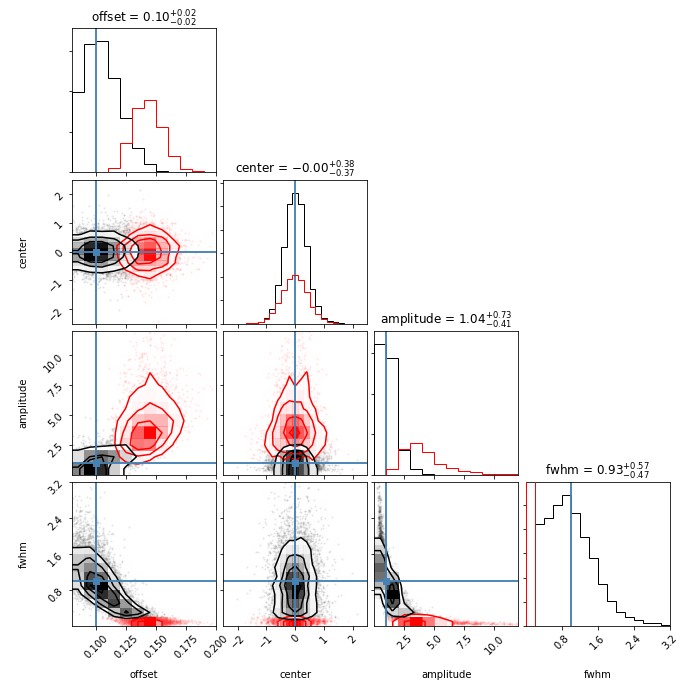 offset = 0.10+0.02−0.02
center = −0.00+0.38−0.37
center
2
1
0
−1
−2
amplitude = 1.04+0.73−0.41
amplitude
10.0
7.5
5.0
2.5
fwhm = 0.93+0.57−0.47
fwhm
3.2
2.4
1.6
0.8
0.100 0.125 0.150 0.175 0.200
−2 −1 0 1 2
2.5 5.0 7.5 10.0
0.8 1.6 2.4 3.2
offset center amplitude fwhm